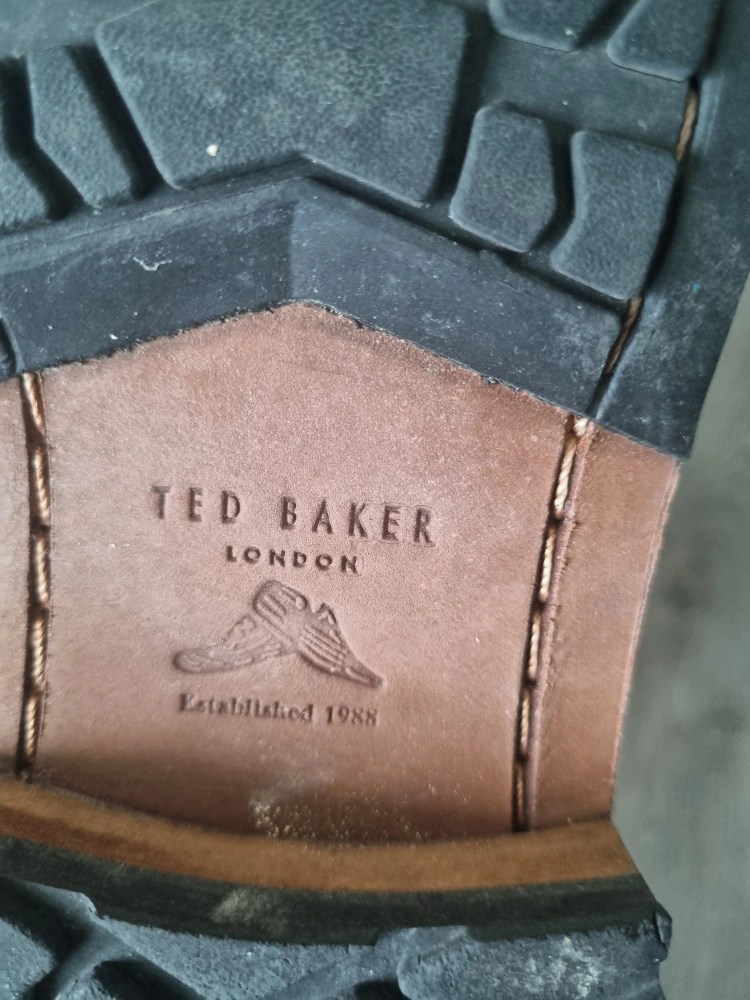 TED BAKER
LONDON
Established 1988